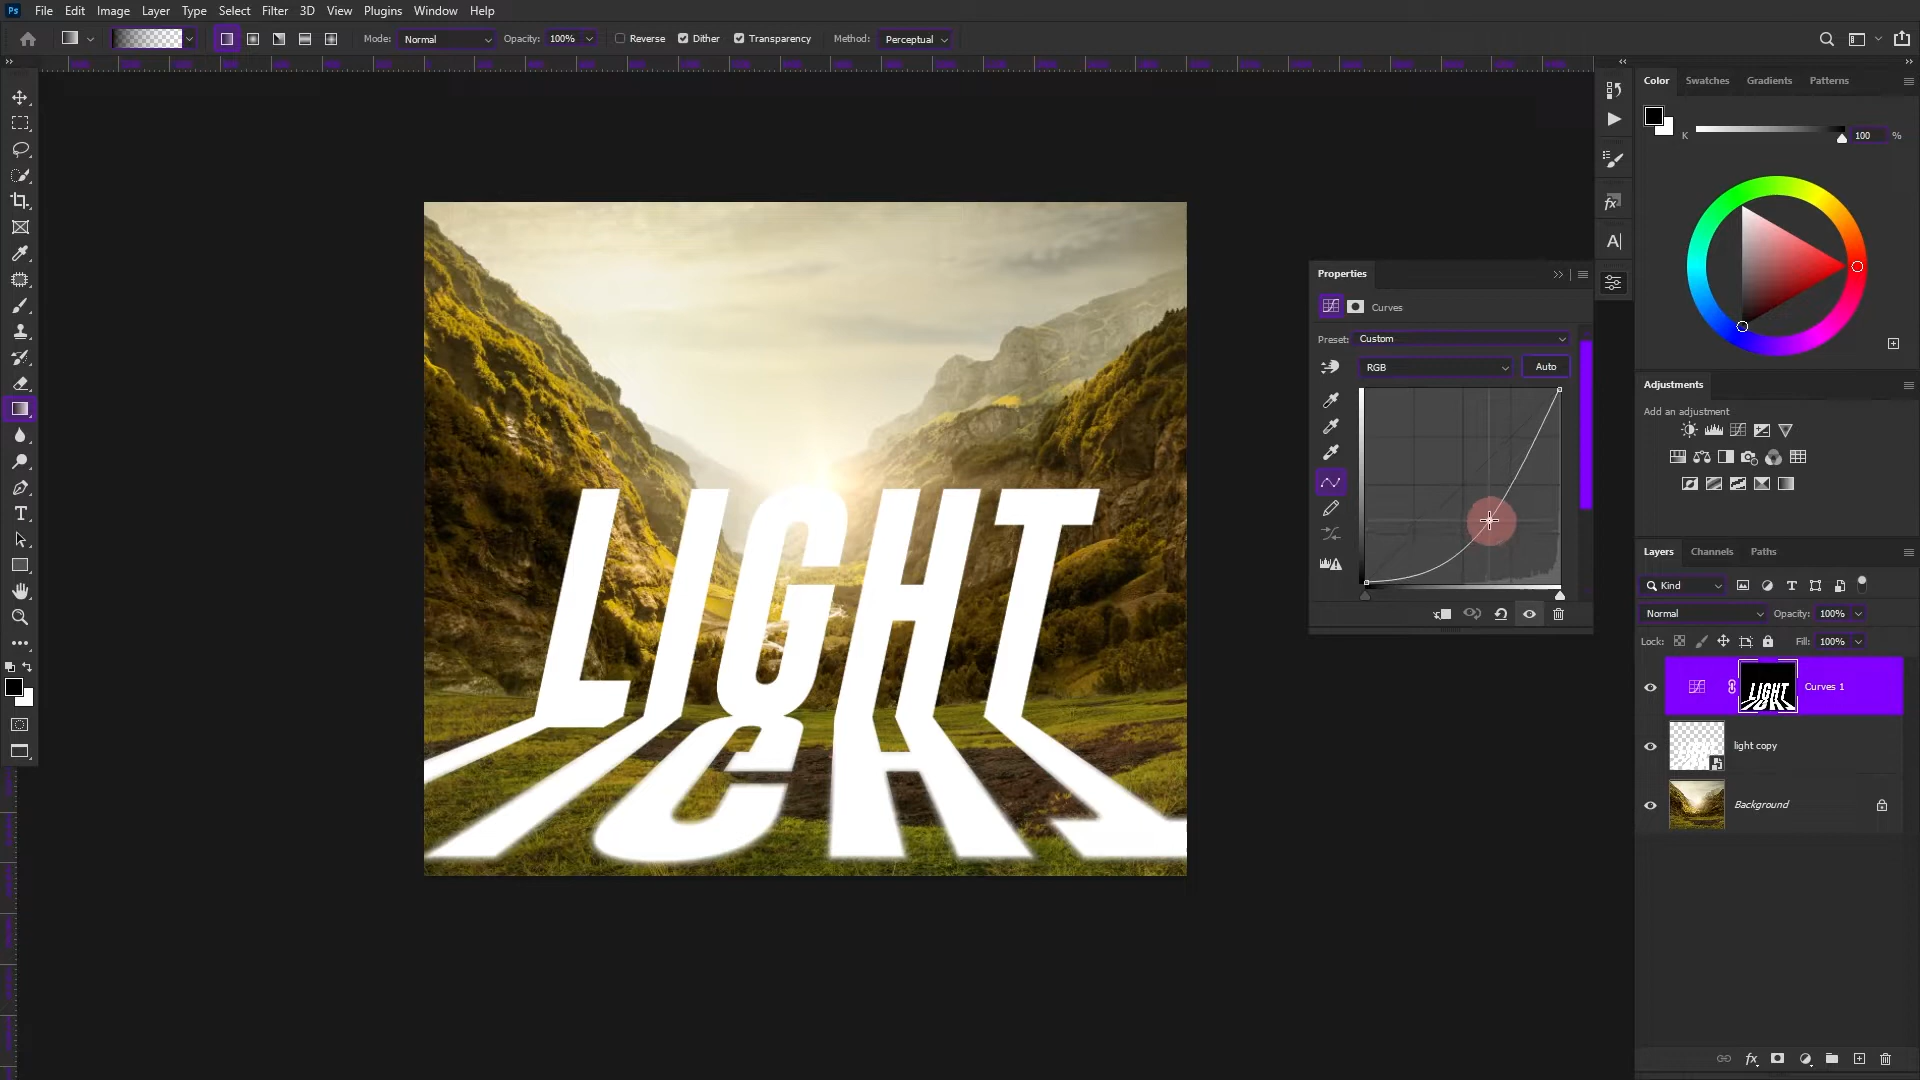 Ps File Edit Image Layer Type Select Filter 3D View Plugins Window Help
Mode: Normal Opacity: 100% Reverse Dither Transparency Method: Perceptual
Color Swatches Gradients Patterns
K 100 %
Properties
Curves
Preset: Custom
RGB Auto
Adjustments
Add an adjustment
Layers Channels Paths
Kind
Normal Opacity: 100%
Lock: Fill: 100%
LIGHT Curves 1
light copy
Background
LIGHT